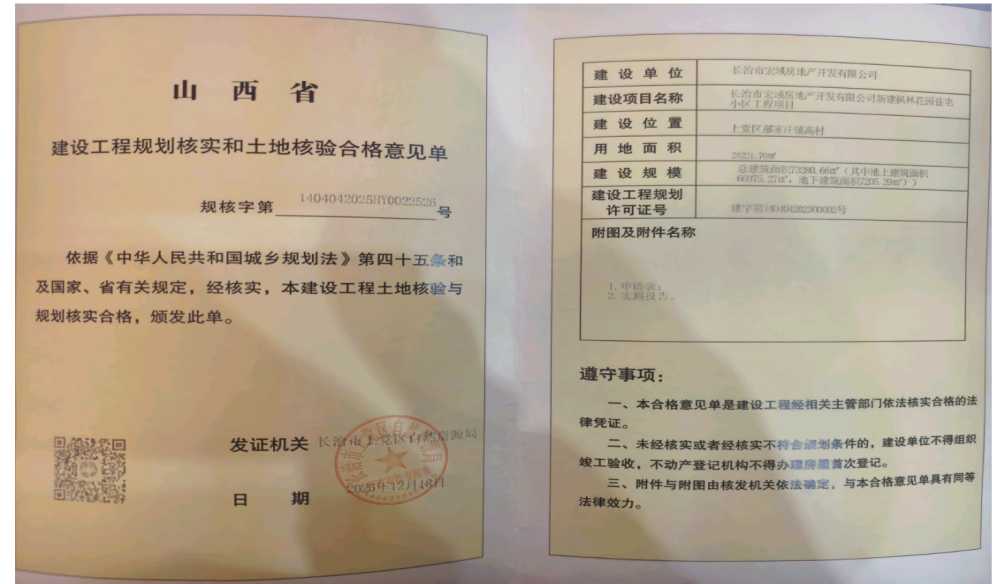 山西省
建设工程规划核实和土地核验合格意见单
规核字第 1404042025HY0022526 号
依据《中华人民共和国城乡规划法》第四十五条和
及国家、省有关规定，经核实，本建设工程土地核验与
规划核实合格，颁发此单。
发证机关 长治市上党区自然资源局
日期 2025年12月16日
建设单位 长治市宏域房地产开发有限公司
建设项目名称 长治市宏域房地产开发有限公司新建枫林花园住宅
小区工程项目
建设位置 上党区郝家庄镇高村
用地面积 24221.70㎡
建设规模 总建筑面积73280.66㎡（其中地上建筑面积
66075.27㎡，地下建筑面积7205.39㎡））
建设工程规划
许可证号 建字第140404202300002号
附图及附件名称
1.申请表；
2.实测报告。
遵守事项：
一、本合格意见单是建设工程经相关主管部门依法核实合格的法
律凭证。
二、未经核实或者经核实不符合规划条件的，建设单位不得组织
竣工验收，不动产登记机构不得办理房屋首次登记。
三、附件与附图由核发机关依法确定，与本合格意见单具有同等
法律效力。